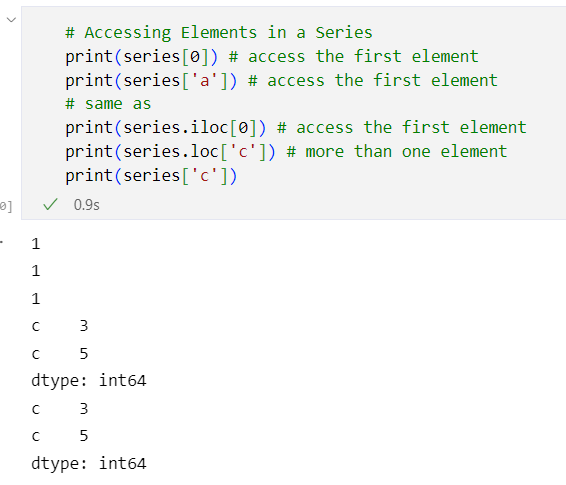 # Accessing Elements in a Series
print(series[0]) # access the first element
print(series['a']) # access the first element
# same as
print(series.iloc[0]) # access the first element
print(series.loc['c']) # more than one element
print(series['c'])
0]
0.9s
1
1
1
c    3
c    5
dtype: int64
c    3
c    5
dtype: int64